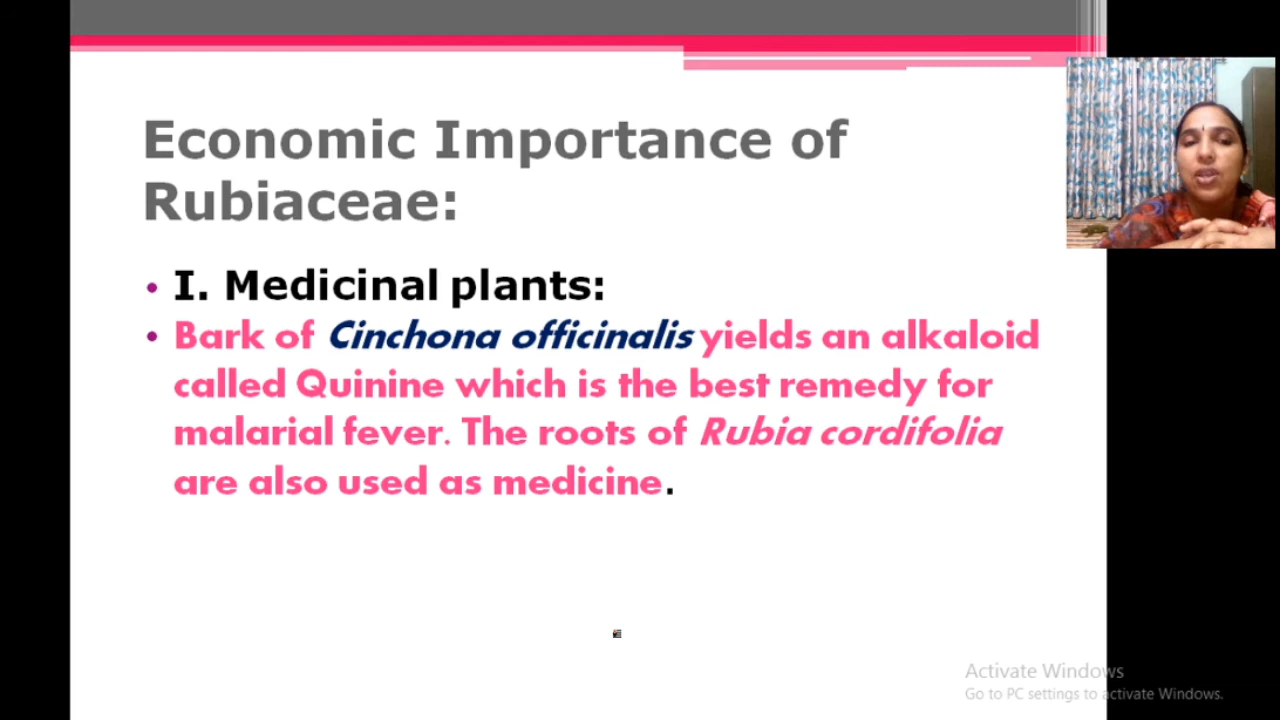 Economic Importance of
Rubiaceae:
• I. Medicinal plants:
• Bark of Cinchona officinalis yields an alkaloid
called Quinine which is the best remedy for
malarial fever. The roots of Rubia cordifolia
are also used as medicine.
Activate Windows
Go to PC settings to activate Windows.